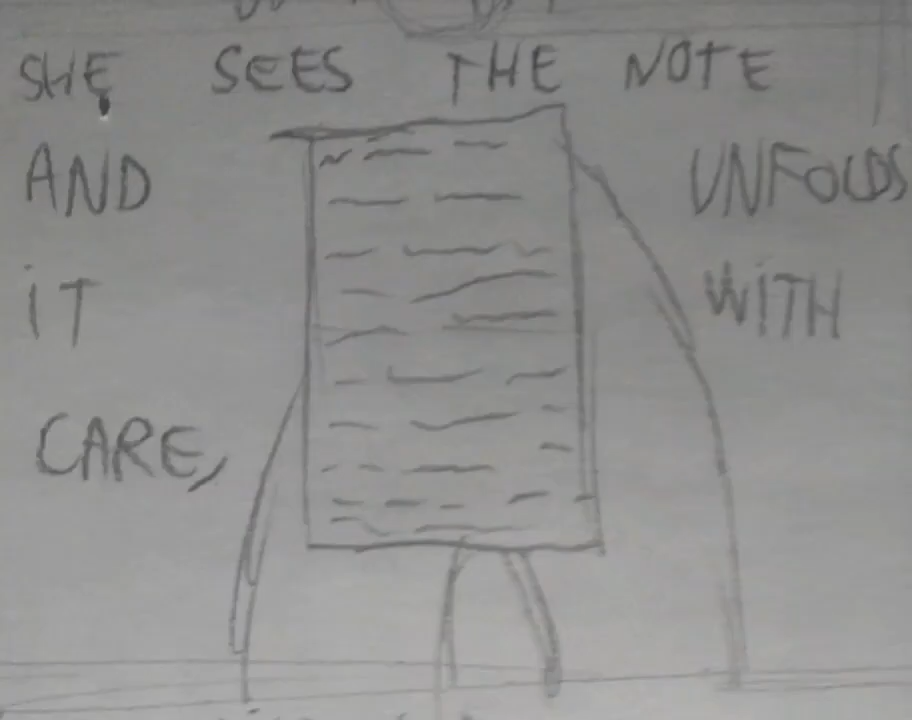 SHE SEES THE NOTE
AND UNFOLDS
iT WiTH
CARE,